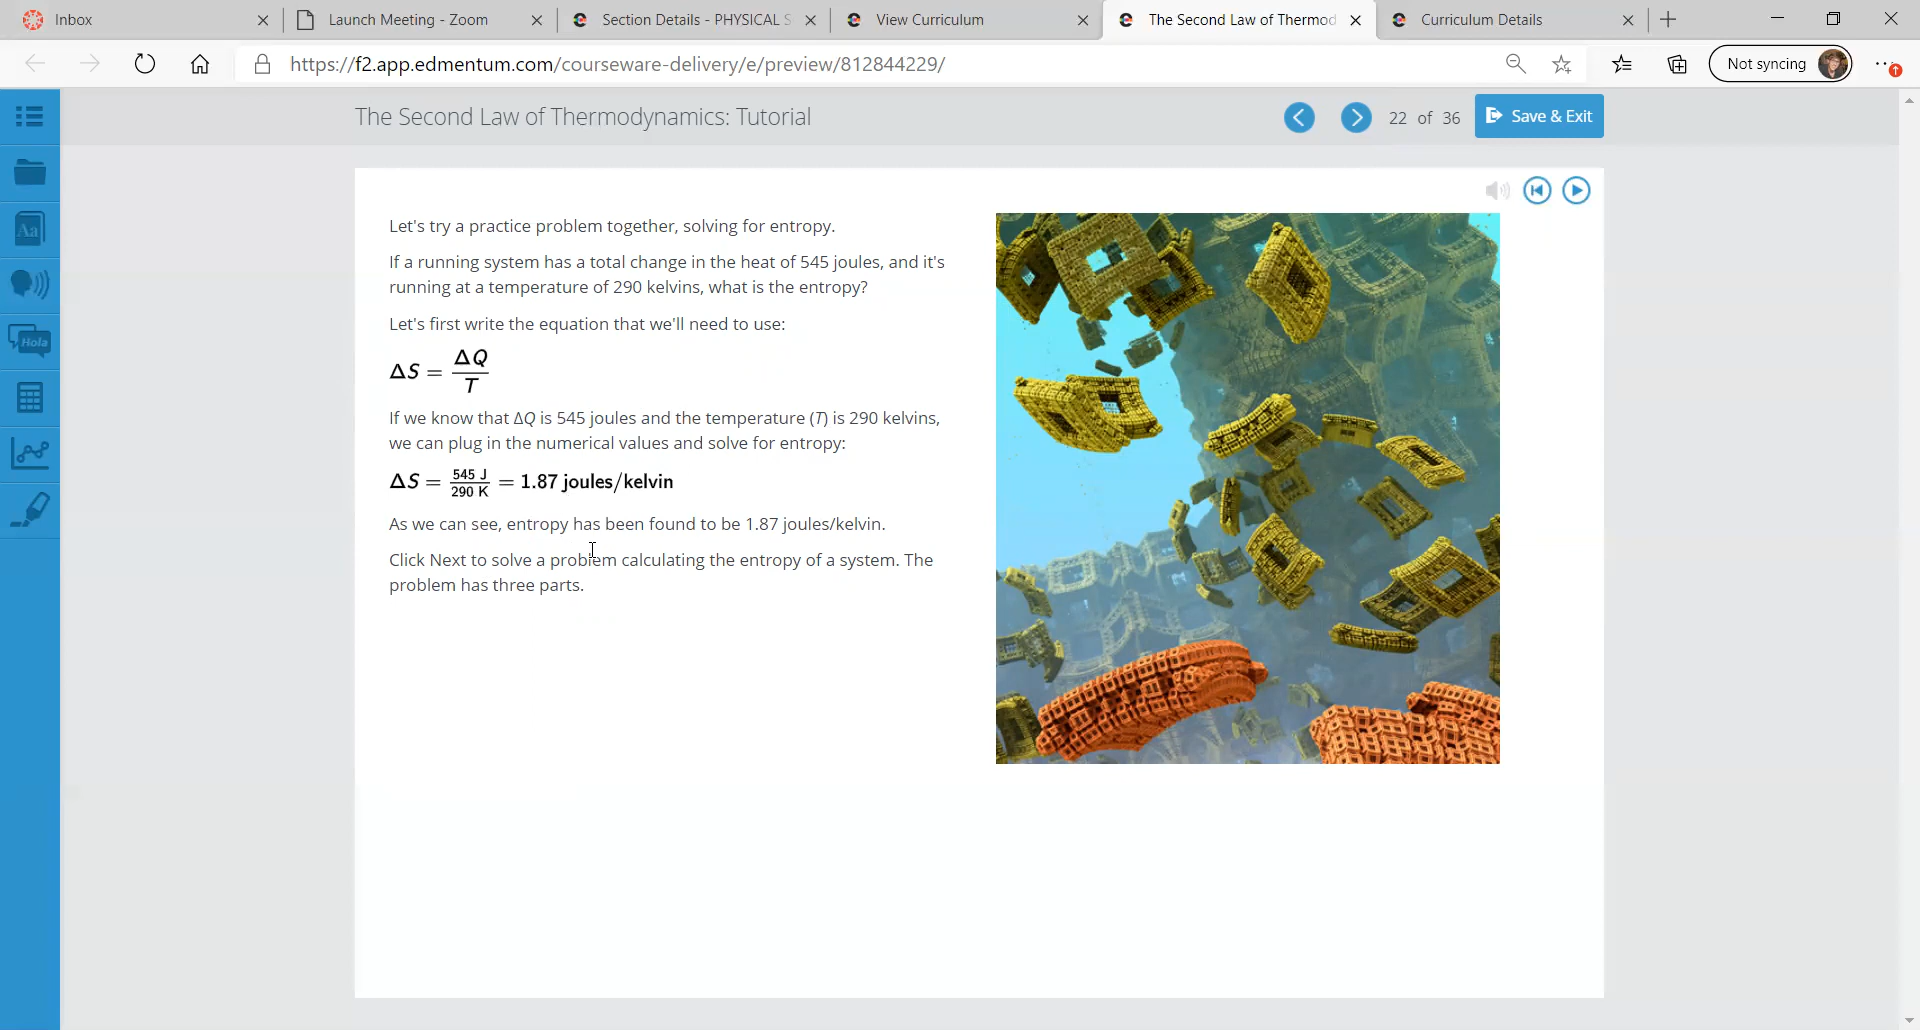 Inbox
Launch Meeting - Zoom
Section Details - PHYSICAL S
View Curriculum
The Second Law of Thermod
Curriculum Details
https://f2.app.edmentum.com/courseware-delivery/e/preview/812844229/
Not syncing
The Second Law of Thermodynamics: Tutorial
22 of 36
Save & Exit
Aa
Hola
Let's try a practice problem together, solving for entropy.
If a running system has a total change in the heat of 545 joules, and it's
running at a temperature of 290 kelvins, what is the entropy?
Let's first write the equation that we'll need to use:
ΔS = ΔQ / T
If we know that ΔQ is 545 joules and the temperature (T) is 290 kelvins,
we can plug in the numerical values and solve for entropy:
ΔS = 545 J / 290 K = 1.87 joules/kelvin
As we can see, entropy has been found to be 1.87 joules/kelvin.
Click Next to solve a problem calculating the entropy of a system. The
problem has three parts.